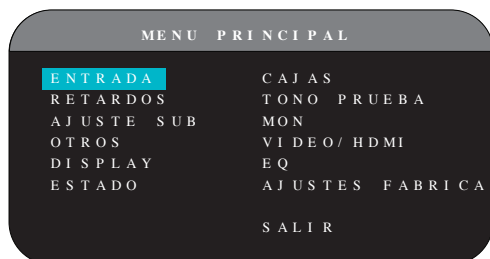 MENU PRINCIPAL
ENTRADA
RETARDOS
AJUSTE SUB
OTROS
DISPLAY
ESTADO
CAJAS
TONO PRUEBA
MON
VIDEO/HDMI
EQ
AJUSTES FABRICA
SALIR